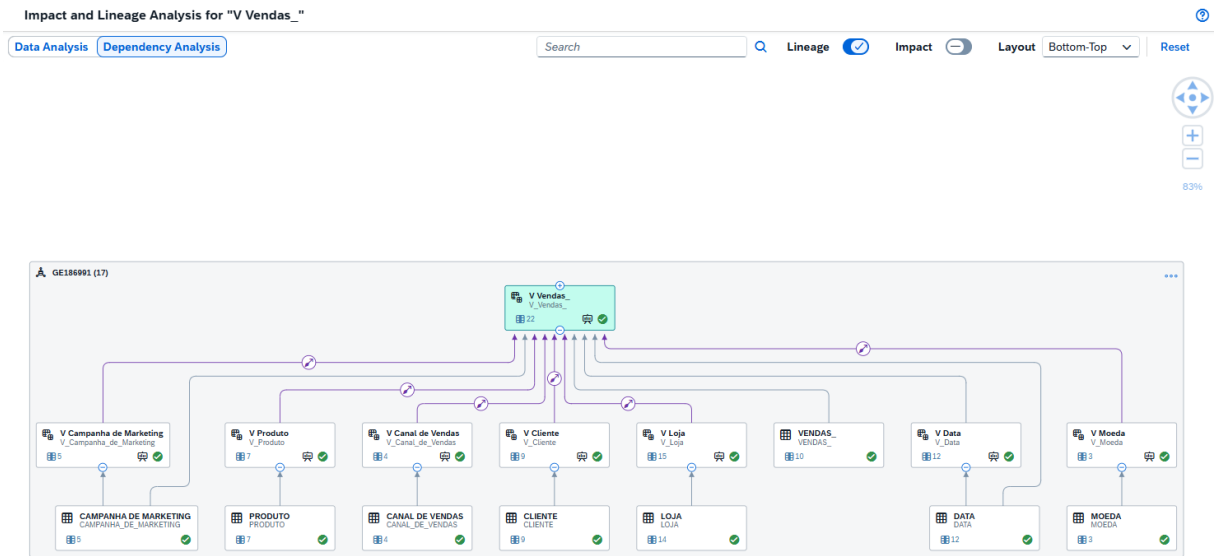 Impact and Lineage Analysis for "V Vendas_"
Data Analysis Dependency Analysis Search Lineage Impact Layout Bottom-Top Reset
83%
GE186991 (17)
V Vendas_
V_Vendas_
22
V Campanha de Marketing
V_Campanha_de_Marketing
5
V Produto
V_Produto
7
V Canal de Vendas
V_Canal_de_Vendas
4
V Cliente
V_Cliente
9
V Loja
V_Loja
15
VENDAS_
VENDAS_
10
V Data
V_Data
12
V Moeda
V_Moeda
3
CAMPANHA DE MARKETING
CAMPANHA_DE_MARKETING
5
PRODUTO
PRODUTO
7
CANAL DE VENDAS
CANAL_DE_VENDAS
4
CLIENTE
CLIENTE
9
LOJA
LOJA
14
DATA
DATA
12
MOEDA
MOEDA
3